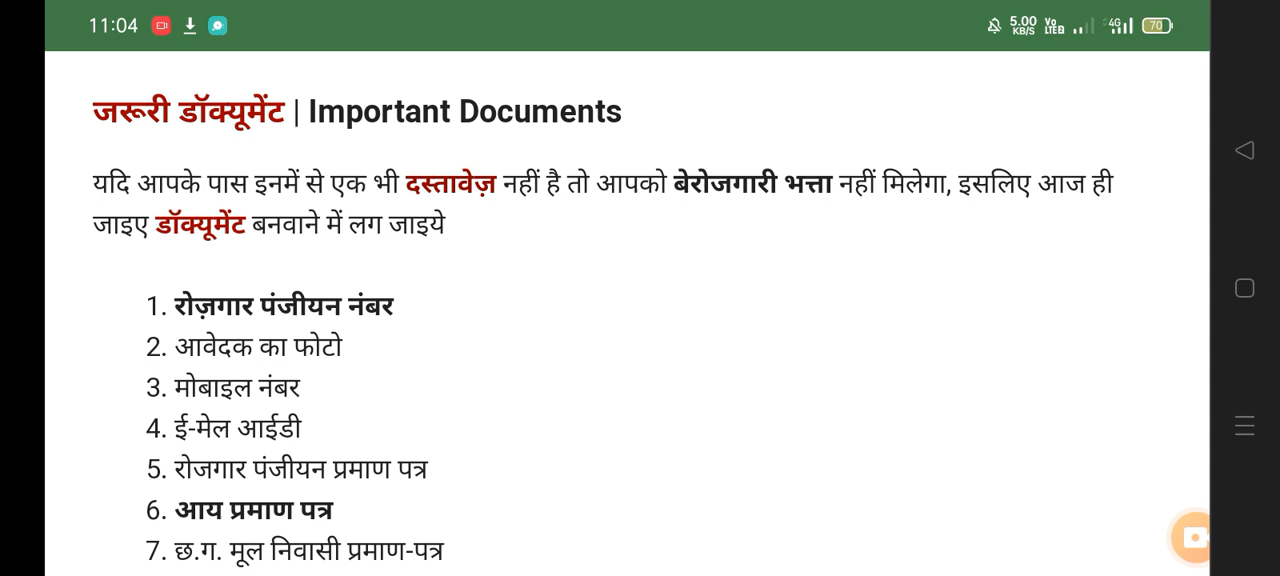 11:04 5.00 KB/S Vo LTE2 4G 70
जरूरी डॉक्यूमेंट | Important Documents
यदि आपके पास इनमें से एक भी दस्तावेज़ नहीं है तो आपको बेरोजगारी भत्ता नहीं मिलेगा, इसलिए आज ही
जाइए डॉक्यूमेंट बनवाने में लग जाइये
1. रोज़गार पंजीयन नंबर
2. आवेदक का फोटो
3. मोबाइल नंबर
4. ई-मेल आईडी
5. रोजगार पंजीयन प्रमाण पत्र
6. आय प्रमाण पत्र
7. छ.ग. मूल निवासी प्रमाण-पत्र